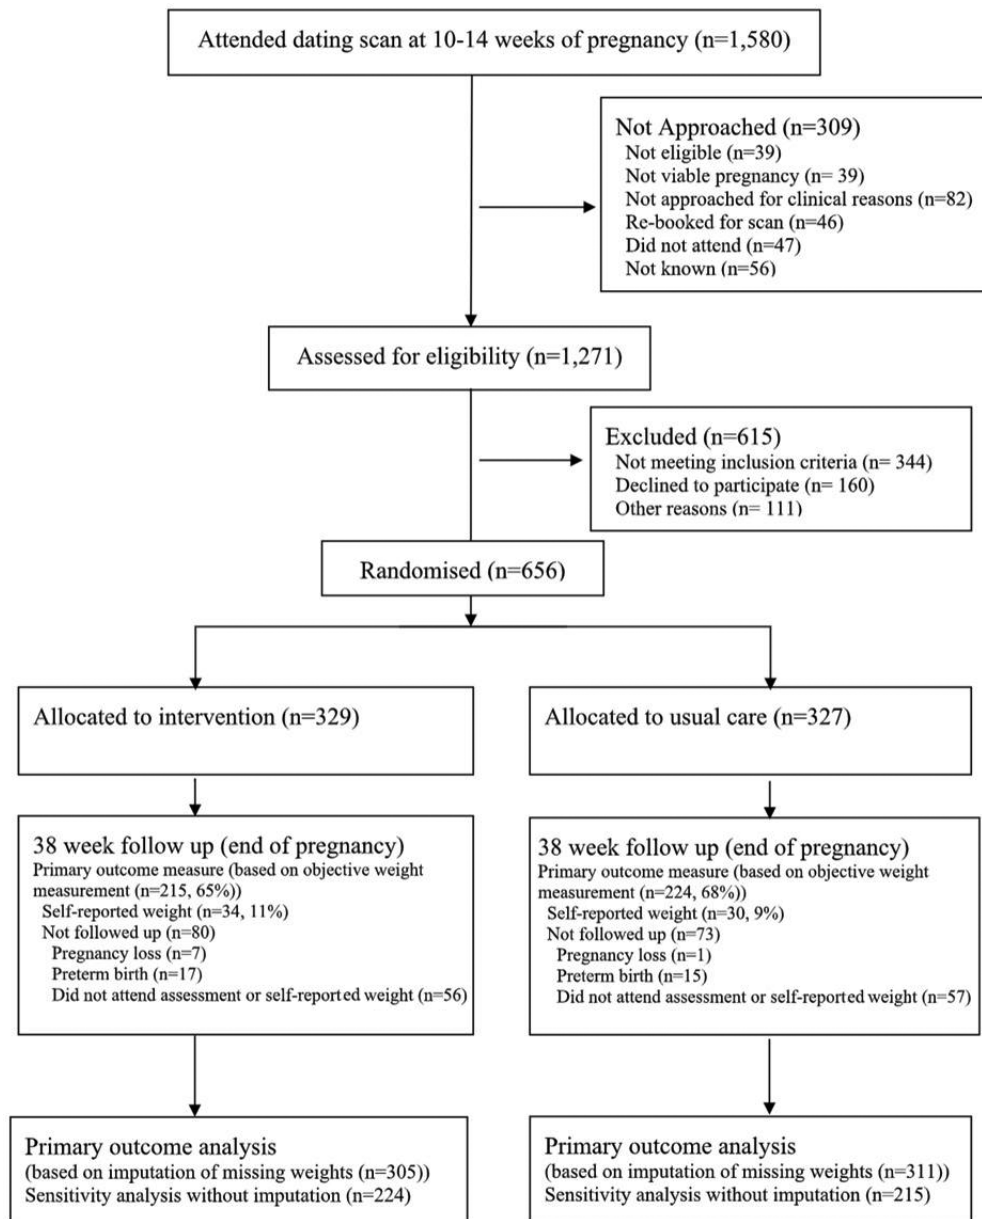 Attended dating scan at 10-14 weeks of pregnancy (n=1,580)
Not Approached (n=309)
Not eligible (n=39)
Not viable pregnancy (n= 39)
Not approached for clinical reasons (n=82)
Re-booked for scan (n=46)
Did not attend (n=47)
Not known (n=56)
Assessed for eligibility (n=1,271)
Excluded (n=615)
Not meeting inclusion criteria (n= 344)
Declined to participate (n= 160)
Other reasons (n= 111)
Randomised (n=656)
Allocated to intervention (n=329)
Allocated to usual care (n=327)
38 week follow up (end of pregnancy)
Primary outcome measure (based on objective weight
measurement (n=215, 65%))
Self-reported weight (n=34, 11%)
Not followed up (n=80)
Pregnancy loss (n=7)
Preterm birth (n=17)
Did not attend assessment or self-reported weight (n=56)
38 week follow up (end of pregnancy)
Primary outcome measure (based on objective weight
measurement (n=224, 68%))
Self-reported weight (n=30, 9%)
Not followed up (n=73)
Pregnancy loss (n=1)
Preterm birth (n=15)
Did not attend assessment or self-reported weight (n=57)
Primary outcome analysis
(based on imputation of missing weights (n=305))
Sensitivity analysis without imputation (n=224)
Primary outcome analysis
(based on imputation of missing weights (n=311))
Sensitivity analysis without imputation (n=215)